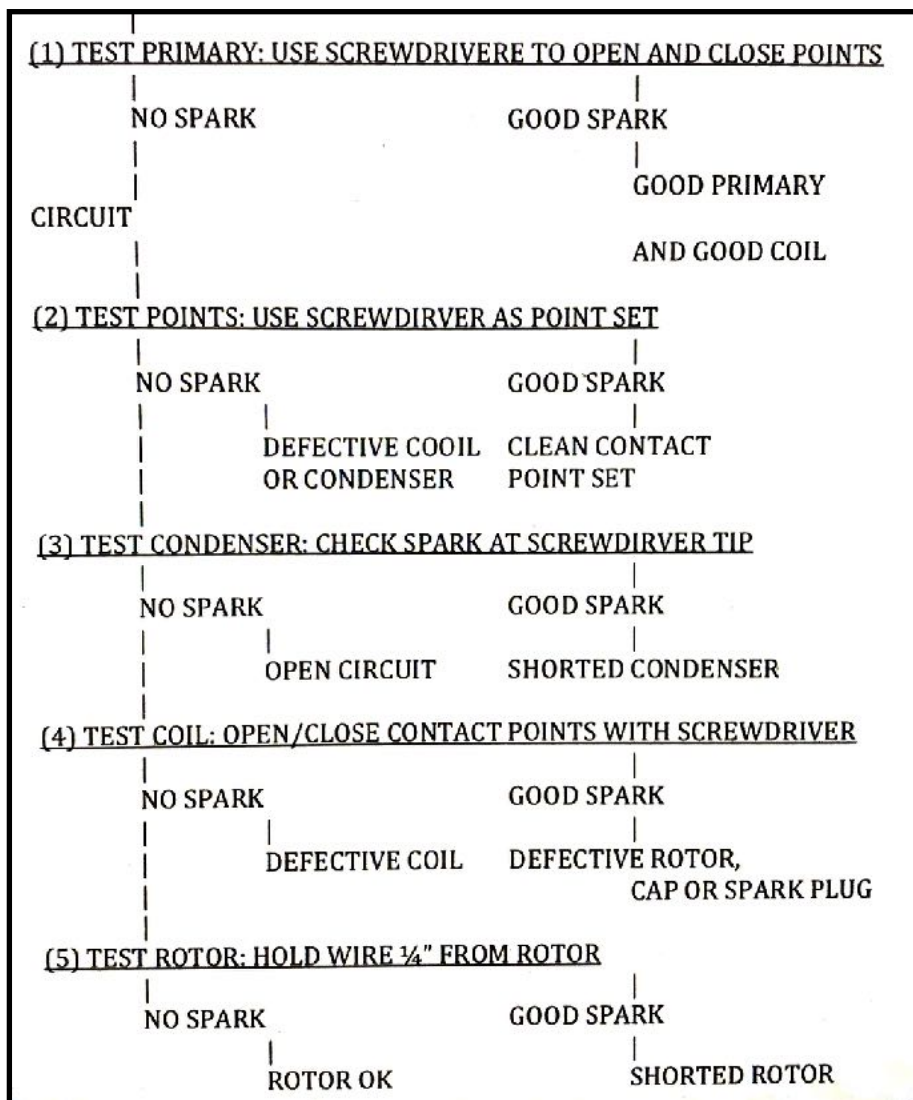 (1) TEST PRIMARY: USE SCREWDRIVERE TO OPEN AND CLOSE POINTS
NO SPARK GOOD SPARK
GOOD PRIMARY
CIRCUIT
AND GOOD COIL
(2) TEST POINTS: USE SCREWDIRVER AS POINT SET
NO SPARK GOOD SPARK
DEFECTIVE COOIL CLEAN CONTACT
OR CONDENSER POINT SET
(3) TEST CONDENSER: CHECK SPARK AT SCREWDIRVER TIP
NO SPARK GOOD SPARK
OPEN CIRCUIT SHORTED CONDENSER
(4) TEST COIL: OPEN/CLOSE CONTACT POINTS WITH SCREWDRIVER
NO SPARK GOOD SPARK
DEFECTIVE COIL DEFECTIVE ROTOR,
CAP OR SPARK PLUG
(5) TEST ROTOR: HOLD WIRE ¼" FROM ROTOR
NO SPARK GOOD SPARK
ROTOR OK SHORTED ROTOR